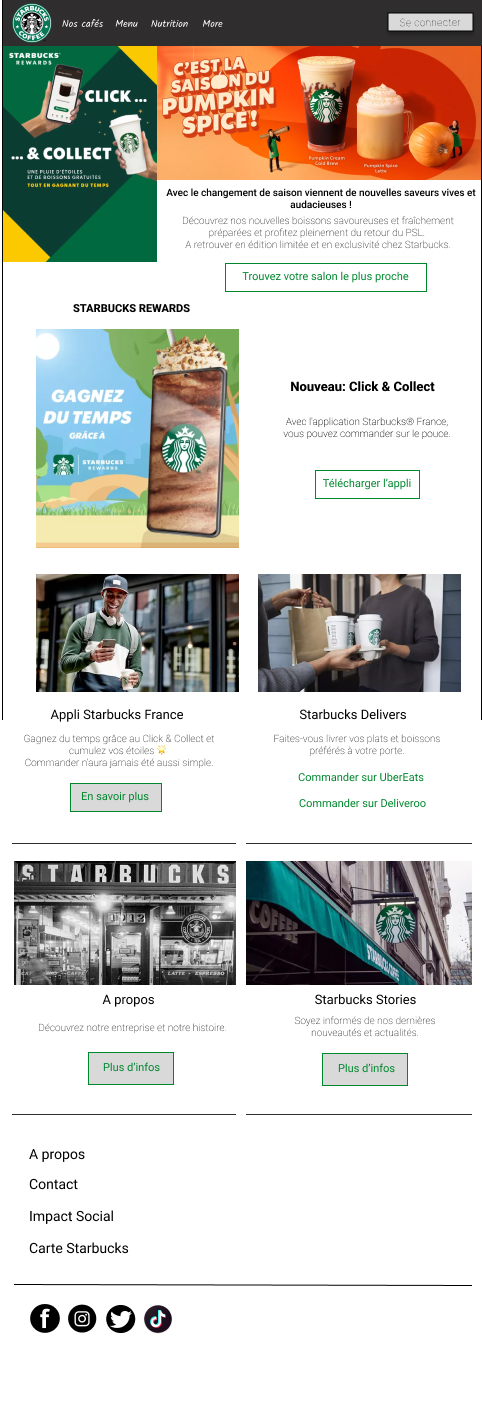 Nos cafés Menu Nutrition More
Se connecter
STARBUCKS
REWARDS
CLICK ...
... & COLLECT
UNE PLUIE D'ÉTOILES
ET DE BOISSONS GRATUITES
TOUT EN GAGNANT DU TEMPS
C'EST LA
SAISON DU
PUMPKIN
SPICE!
Pumpkin Cream
Cold Brew
Pumpkin Spice
Latte
Avec le changement de saison viennent de nouvelles saveurs vives et
audacieuses !
Découvrez nos nouvelles boissons savoureuses et fraîchement
préparées et profitez pleinement du retour du PSL.
A retrouver en édition limitée et en exclusivité chez Starbucks.
Trouvez votre salon le plus proche
STARBUCKS REWARDS
GAGNEZ
DU TEMPS
GRÂCE À
STARBUCKS
REWARDS
Nouveau: Click & Collect
Avec l'application Starbucks® France,
vous pouvez commander sur le pouce.
Télécharger l'appli
Appli Starbucks France
Gagnez du temps grâce au Click & Collect et
cumulez vos étoiles 🌟
Commander n'aura jamais été aussi simple.
En savoir plus
Starbucks Delivers
Faites-vous livrer vos plats et boissons
préférés à votre porte.
Commander sur UberEats
Commander sur Deliveroo
STARBUCKS
1912
LATTE · ESPRESSO
COFFEE
STARBUCKS COFFEE
A propos
Découvrez notre entreprise et notre histoire.
Plus d'infos
Starbucks Stories
Soyez informés de nos dernières
nouveautés et actualités.
Plus d'infos
A propos
Contact
Impact Social
Carte Starbucks